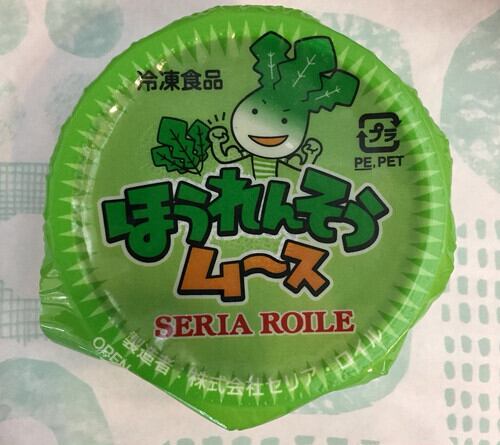 冷凍食品
プラ
PE, PET
ほうれんそう
ムース
SERIA ROILE
製造者・株式会社セリア・ロイル
OPEN